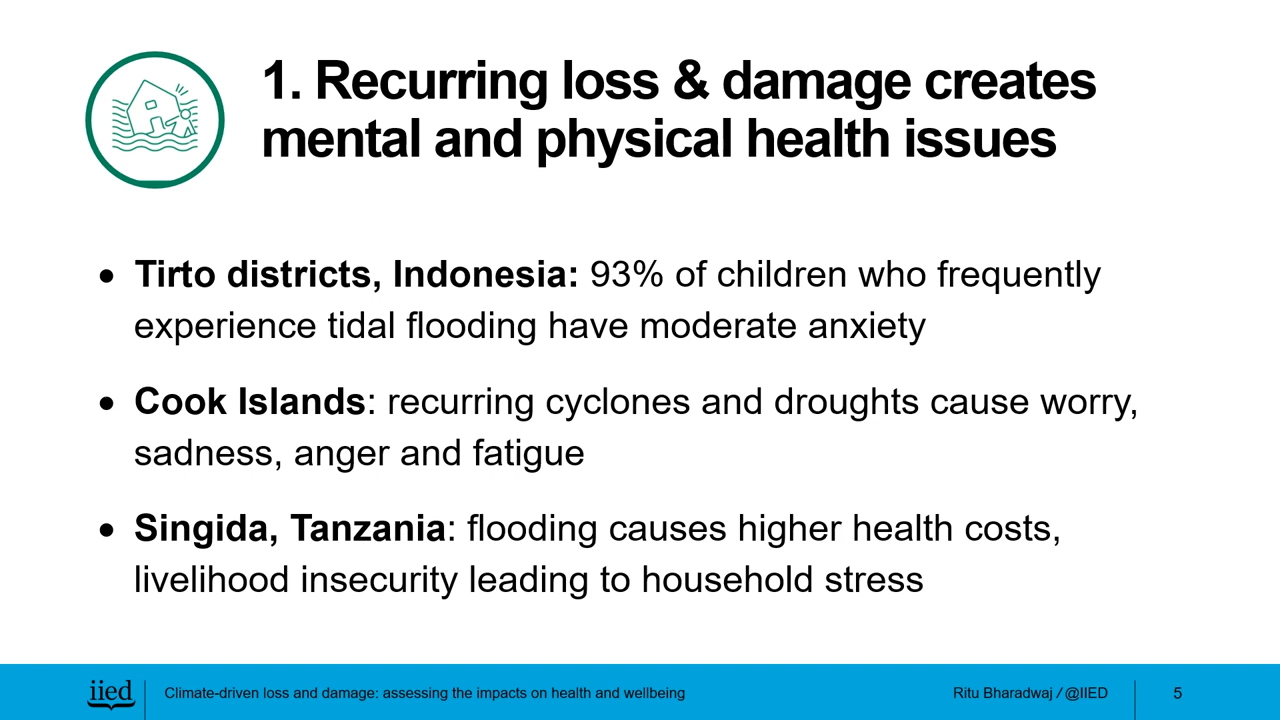 1. Recurring loss & damage creates
mental and physical health issues
• Tirto districts, Indonesia: 93% of children who frequently
experience tidal flooding have moderate anxiety
• Cook Islands: recurring cyclones and droughts cause worry,
sadness, anger and fatigue
• Singida, Tanzania: flooding causes higher health costs,
livelihood insecurity leading to household stress
iied
Climate-driven loss and damage: assessing the impacts on health and wellbeing
Ritu Bharadwaj / @IIED
5